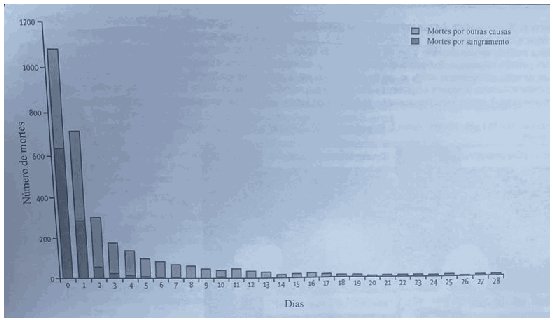 1200
1000
800
600
400
200
0
Número de mortes
Mortes por outras causas
Mortes por sangramento
0 1 2 3 4 5 6 7 8 9 10 11 12 13 14 15 16 17 18 19 20 21 22 23 24 25 26 27 28
Dias